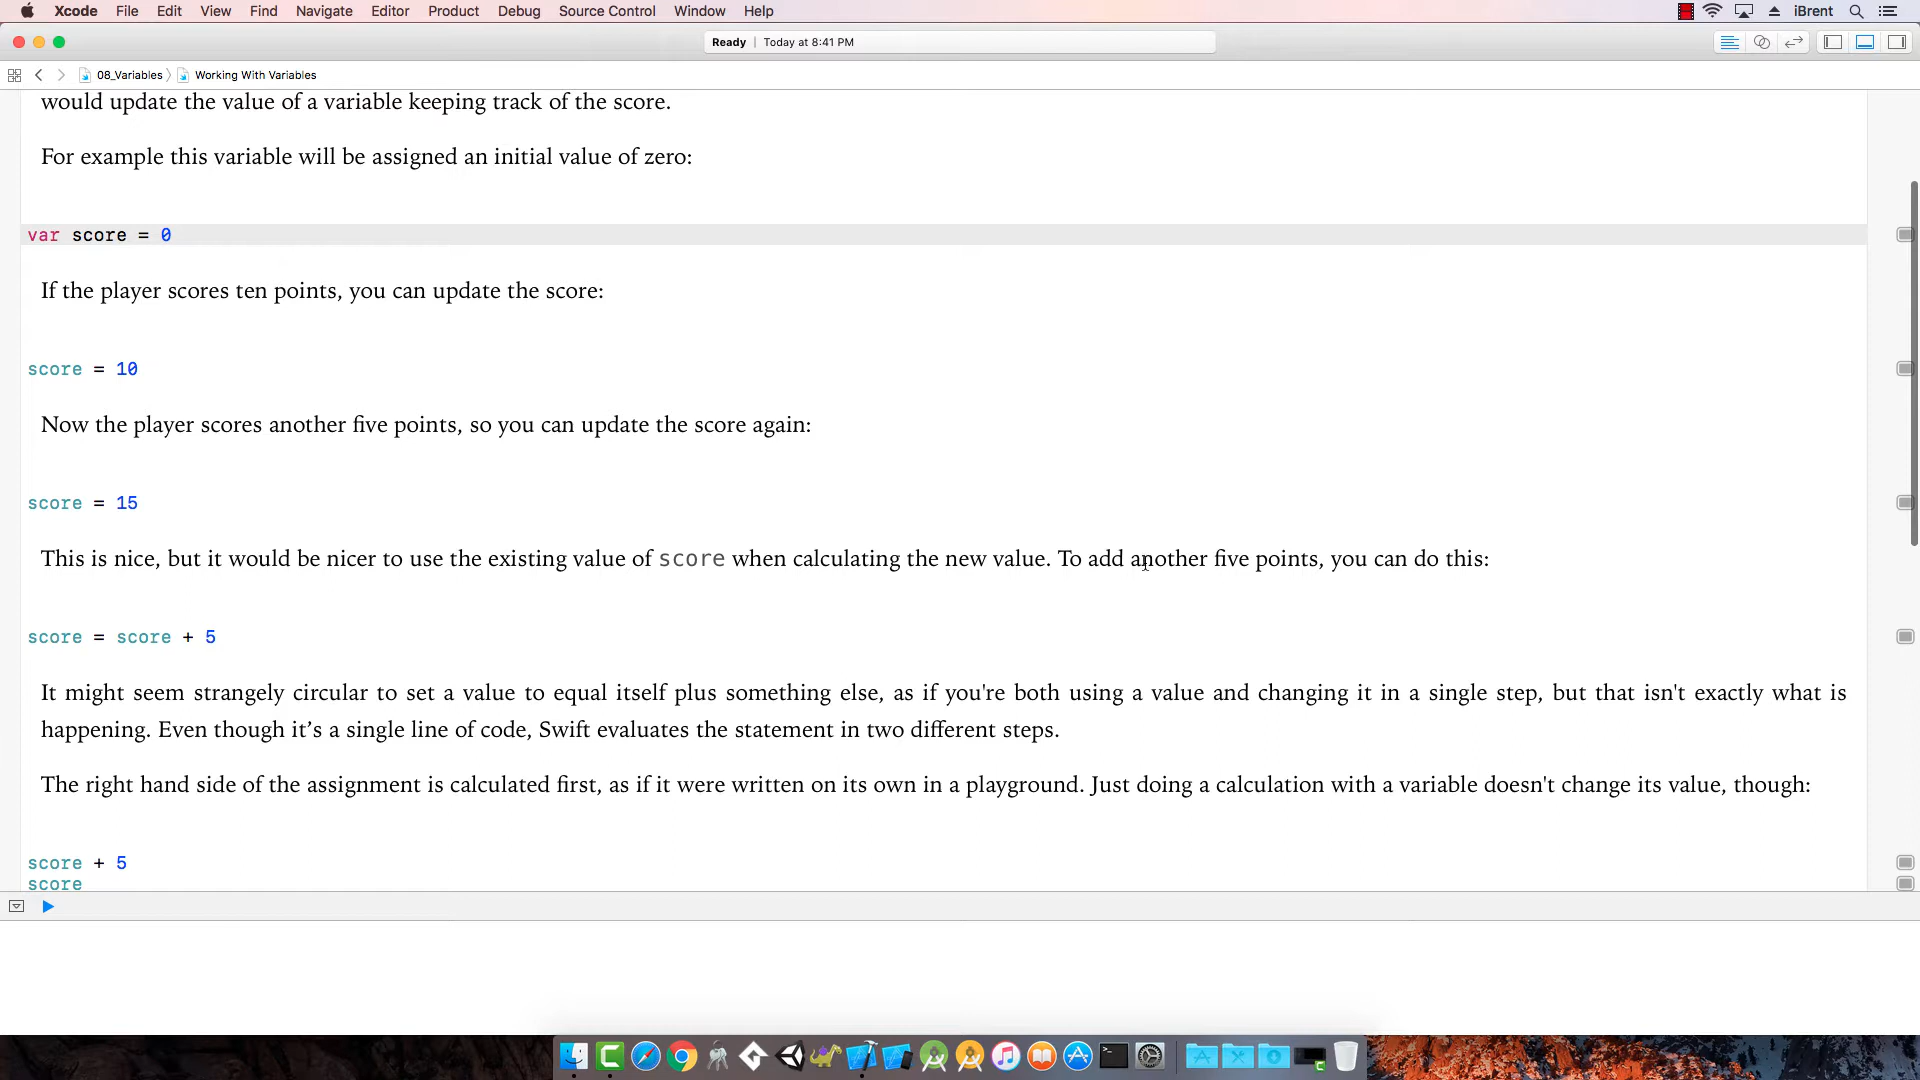 Xcode File Edit View Find Navigate Editor Product Debug Source Control Window Help iBrent
Ready Today at 8:41 PM
08_Variables Working With Variables
would update the value of a variable keeping track of the score.
For example this variable will be assigned an initial value of zero:
var score = 0
If the player scores ten points, you can update the score:
score = 10
Now the player scores another five points, so you can update the score again:
score = 15
This is nice, but it would be nicer to use the existing value of score when calculating the new value. To add another five points, you can do this:
score = score + 5
It might seem strangely circular to set a value to equal itself plus something else, as if you're both using a value and changing it in a single step, but that isn't exactly what is
happening. Even though it’s a single line of code, Swift evaluates the statement in two different steps.
The right hand side of the assignment is calculated first, as if it were written on its own in a playground. Just doing a calculation with a variable doesn't change its value, though:
score + 5
score